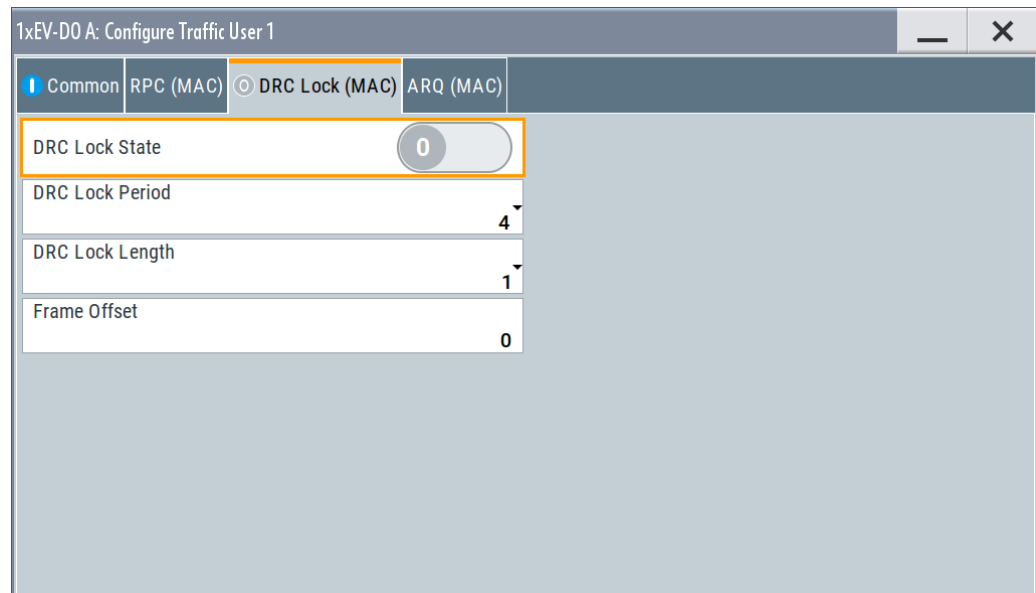 1xEV-DO A: Configure Traffic User 1
Common RPC (MAC) DRC Lock (MAC) ARQ (MAC)
DRC Lock State 0
DRC Lock Period
4
DRC Lock Length
1
Frame Offset
0